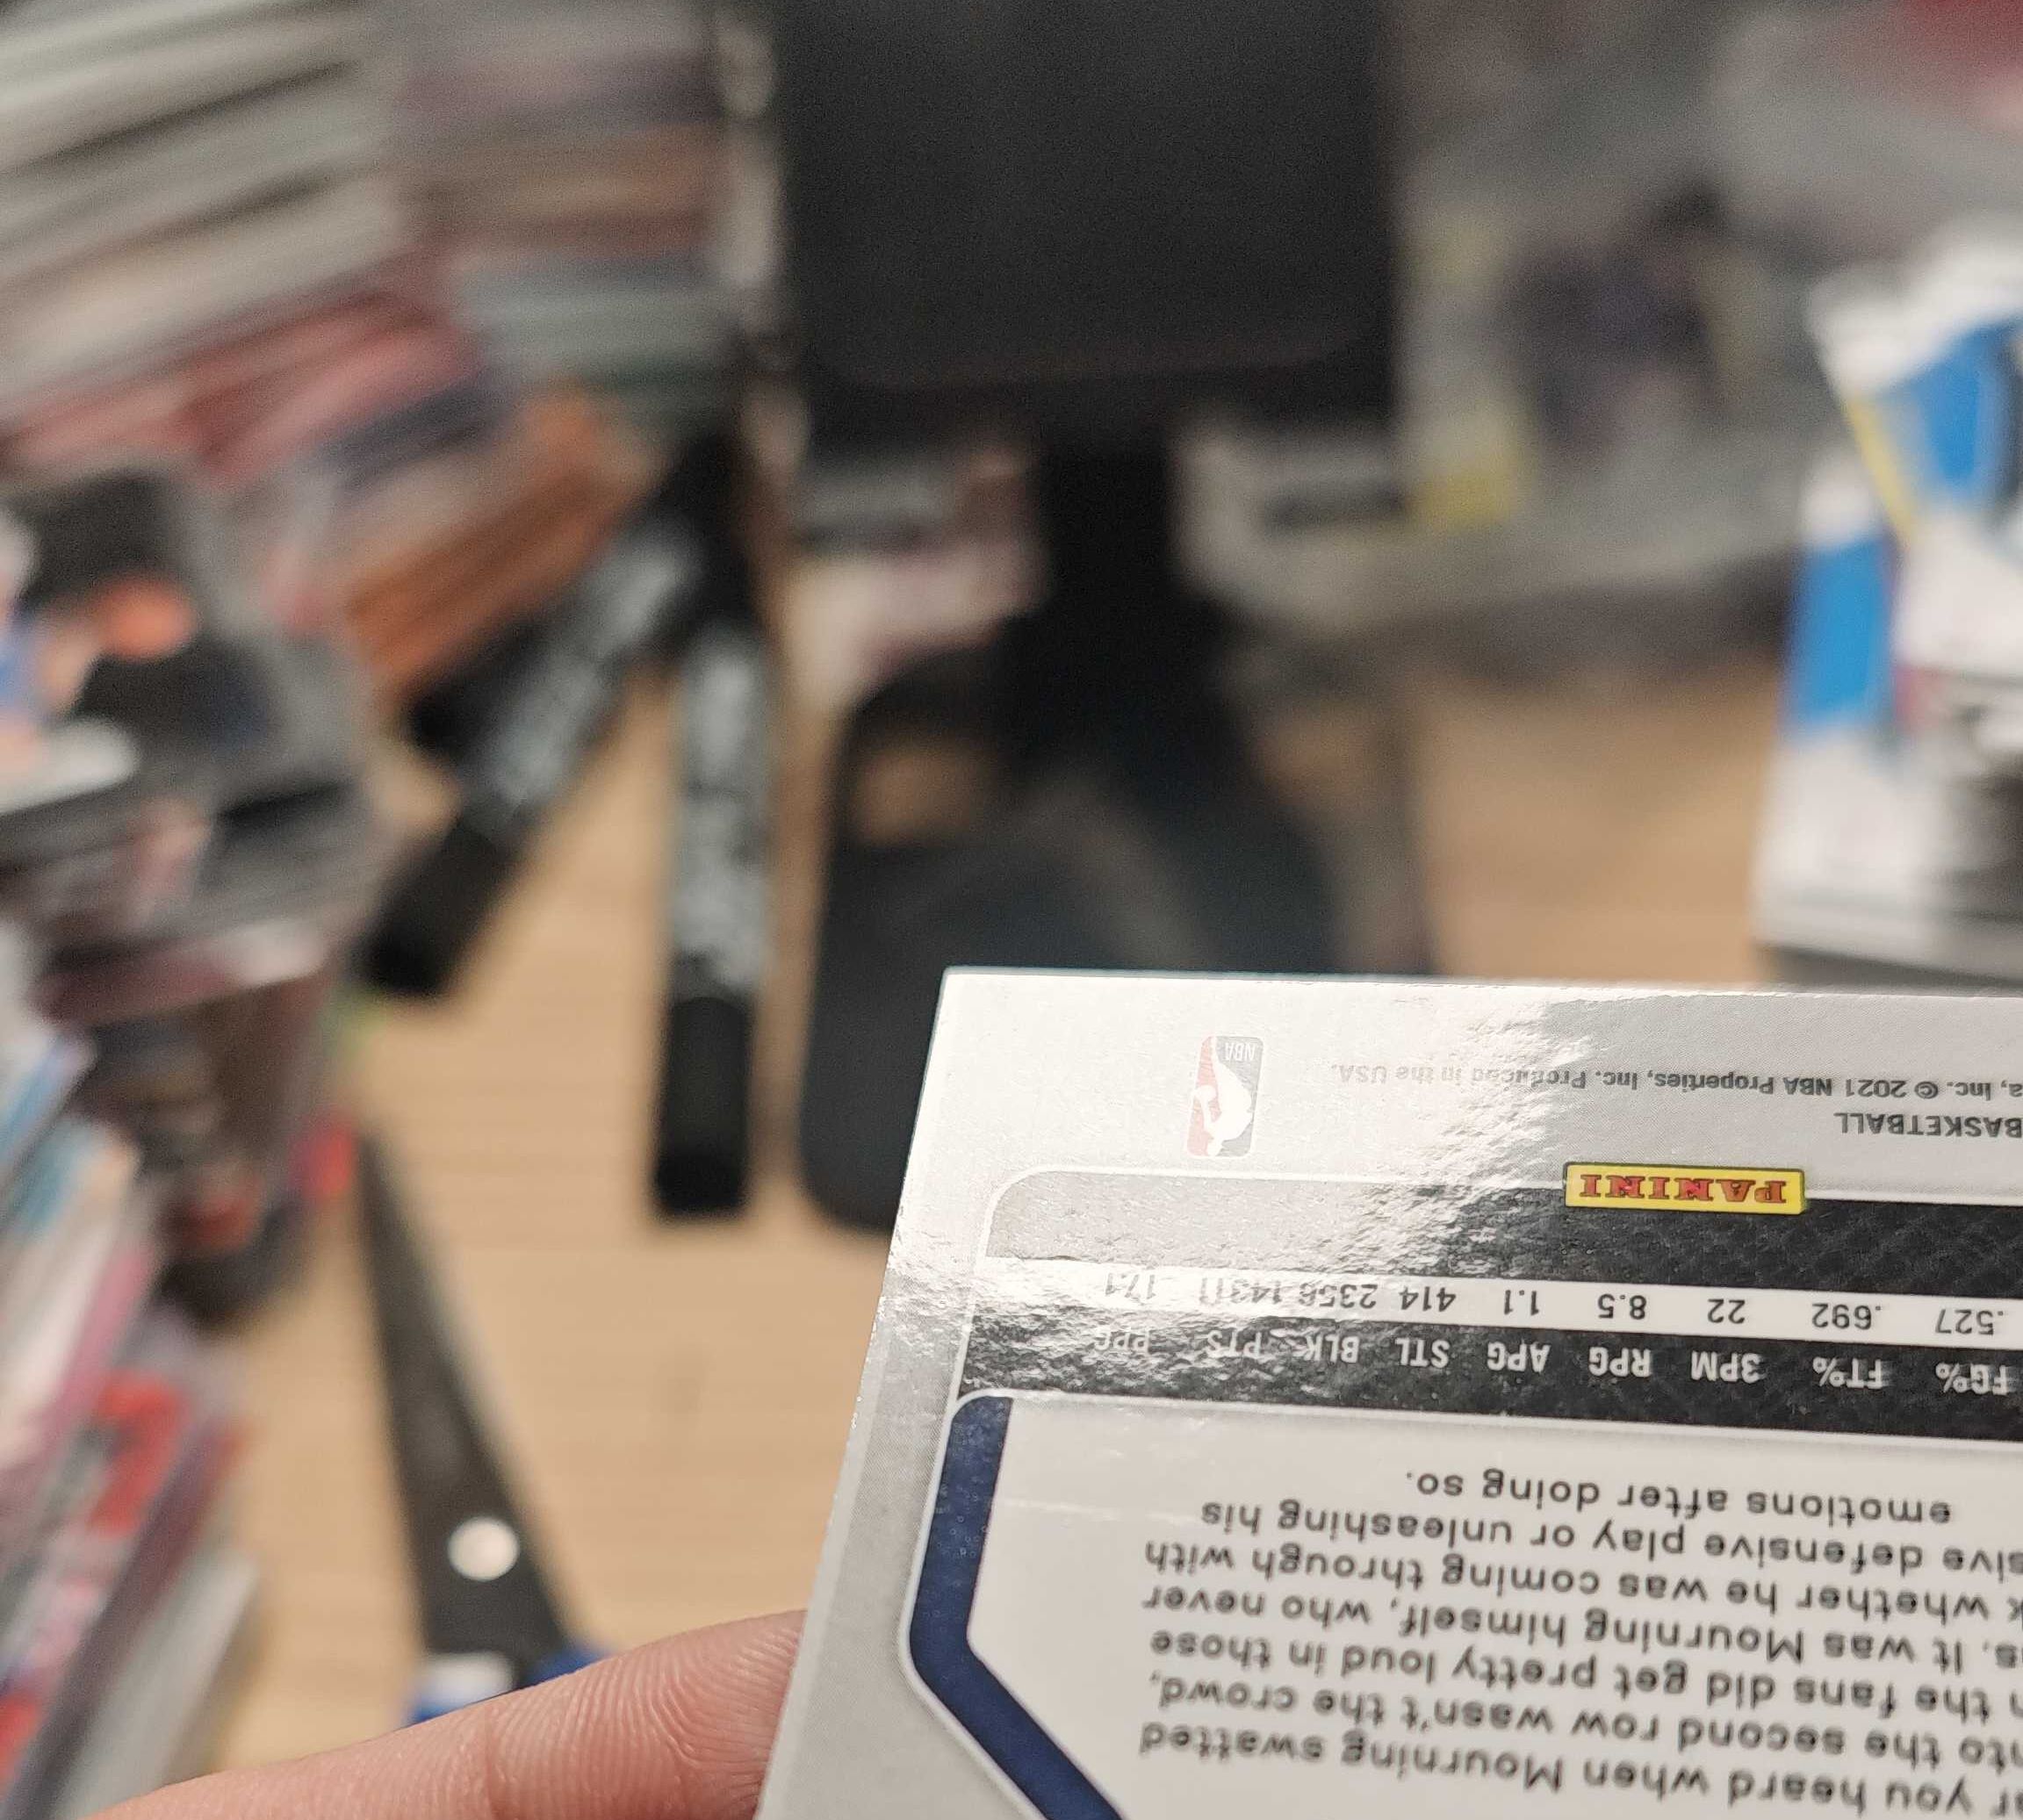 r you heard when Mourning swatted
nto the second row wasn't the crowd,
the fans did get pretty loud in those
s. It was Mourning himself, who never
k whether he was coming through with
sive defensive play or unleashing his
emotions after doing so.
FG% FT% 3PM RPG APG STL BLK PTS PPG
.527 .692 22 8.5 1.1 414 2356 14311 17.1
PANINI
BASKETBALL
a, Inc. © 2021 NBA Properties, Inc. Produced in the USA.
NBA